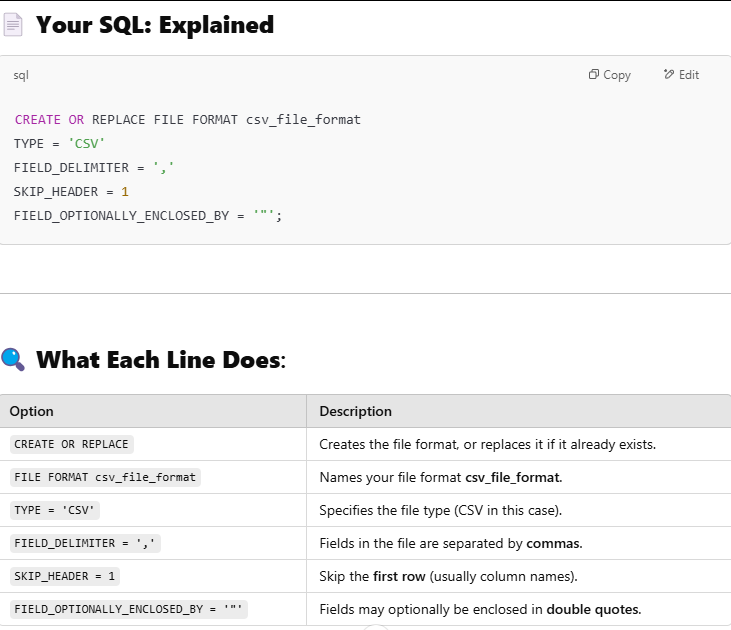 Your SQL: Explained
sql Copy Edit
CREATE OR REPLACE FILE FORMAT csv_file_format
TYPE = 'CSV'
FIELD_DELIMITER = ','
SKIP_HEADER = 1
FIELD_OPTIONALLY_ENCLOSED_BY = '"';
What Each Line Does:
Option Description
CREATE OR REPLACE Creates the file format, or replaces it if it already exists.
FILE FORMAT csv_file_format Names your file format csv_file_format.
TYPE = 'CSV' Specifies the file type (CSV in this case).
FIELD_DELIMITER = ',' Fields in the file are separated by commas.
SKIP_HEADER = 1 Skip the first row (usually column names).
FIELD_OPTIONALLY_ENCLOSED_BY = '"' Fields may optionally be enclosed in double quotes.